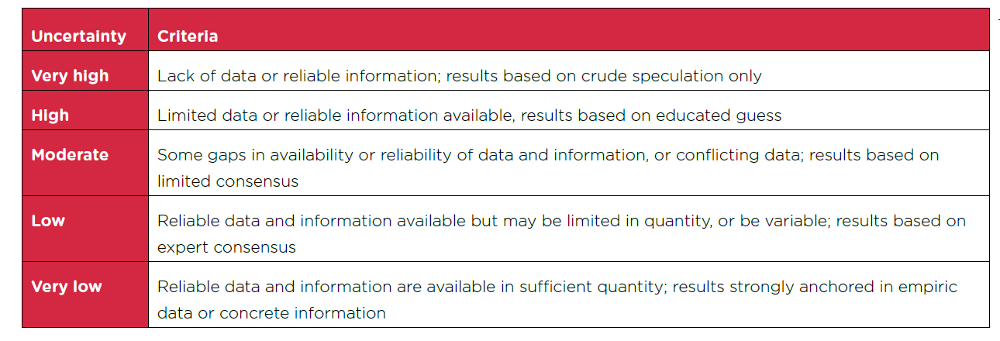 Uncertainty Criteria
Very high Lack of data or reliable information; results based on crude speculation only
High Limited data or reliable information available, results based on educated guess
Moderate Some gaps in availability or reliability of data and information, or conflicting data; results based on
limited consensus
Low Reliable data and information available but may be limited in quantity, or be variable; results based on
expert consensus
Very low Reliable data and information are available in sufficient quantity; results strongly anchored in empiric
data or concrete information